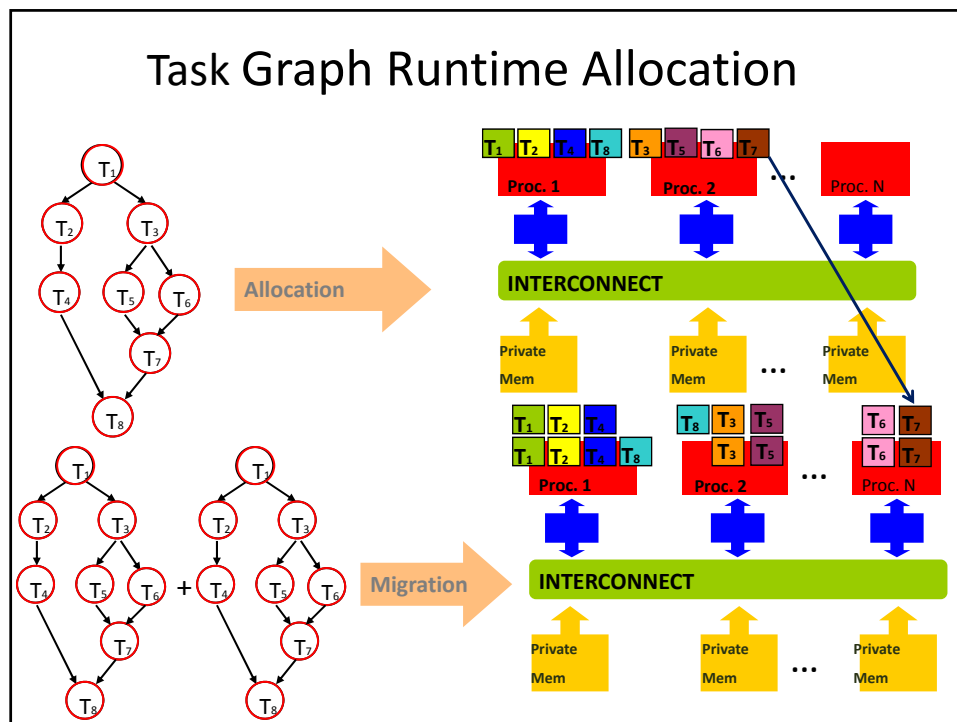 Task Graph Runtime Allocation
T1
T2 T3
T4 T5 T6
T7
T8
Allocation
T1 T2 T4 T8 T3 T5 T6 T7
Proc. 1 Proc. 2 ... Proc. N
INTERCONNECT
Private Mem
Private Mem
...
Private Mem
T1
T2 T3
T4 T5 T6
T7
T8
+
T1
T2 T3
T4 T5 T6
T7
T8
Migration
T1 T2 T4 T8 T3 T5 T6 T7
T1 T2 T4 T8 T3 T5 T6 T7
Proc. 1 Proc. 2 ... Proc. N
INTERCONNECT
Private Mem
Private Mem
...
Private Mem